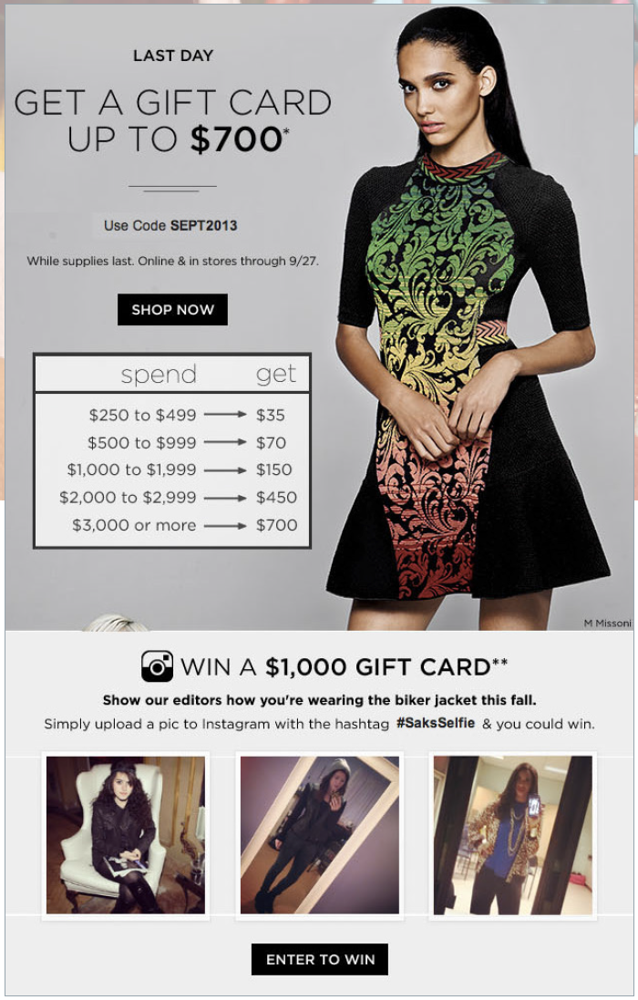 LAST DAY
GET A GIFT CARD
UP TO $700*
Use Code SEPT2013
While supplies last. Online & in stores through 9/27.
SHOP NOW
spend get
$250 to $499 $35
$500 to $999 $70
$1,000 to $1,999 $150
$2,000 to $2,999 $450
$3,000 or more $700
M Missoni
WIN A $1,000 GIFT CARD**
Show our editors how you're wearing the biker jacket this fall.
Simply upload a pic to Instagram with the hashtag #SaksSelfie & you could win.
ENTER TO WIN